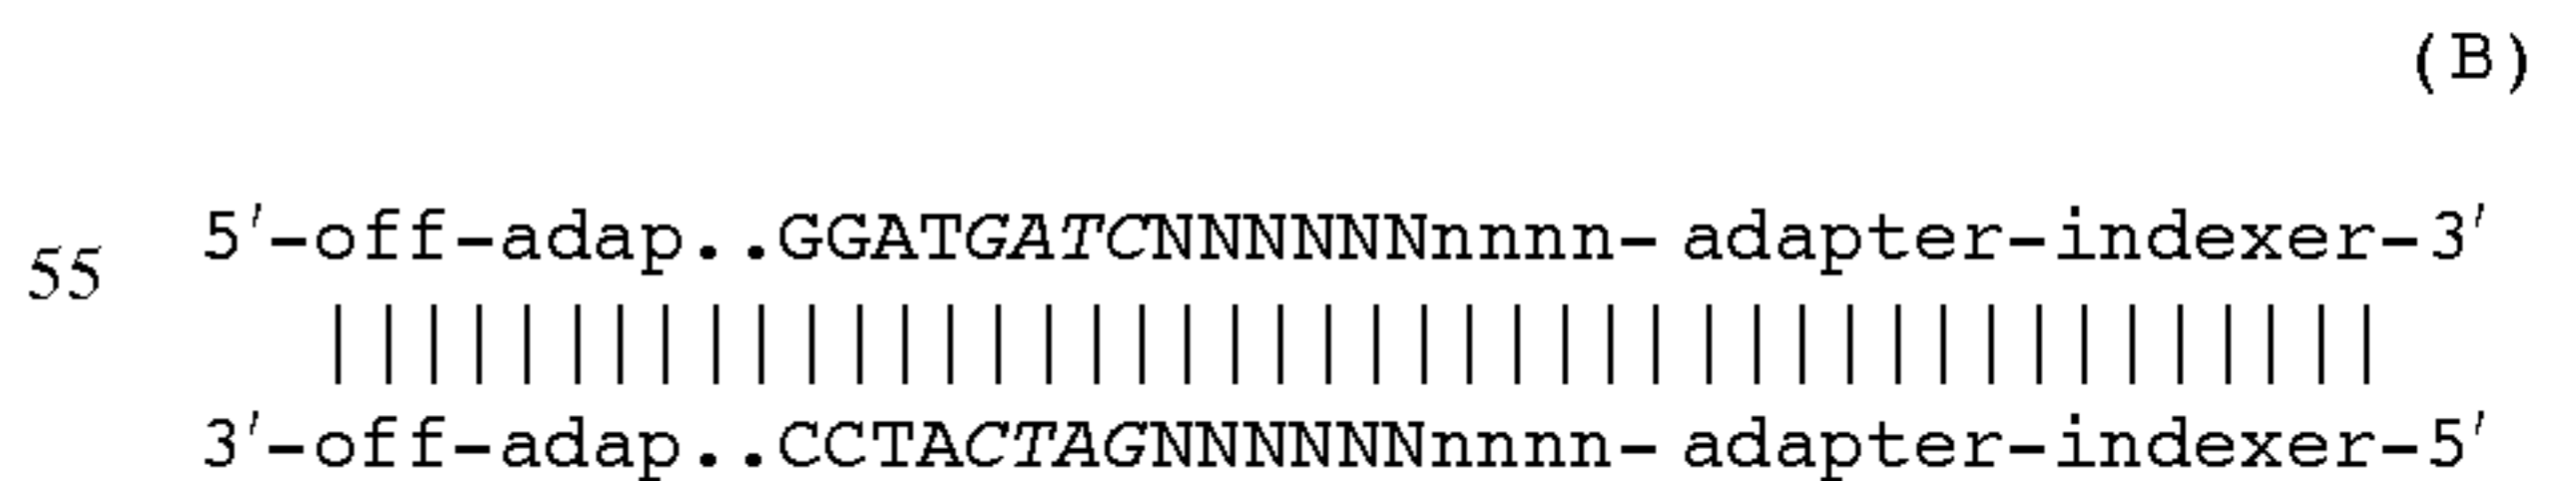 (B)
55 5'-off-adap..GGATGATCNNNNNNnnnn- adapter-indexer-3'
||||||||||||||||||||||||||||||||||||||||||||
3'-off-adap..CCTACTAGNNNNNNnnnn- adapter-indexer-5'